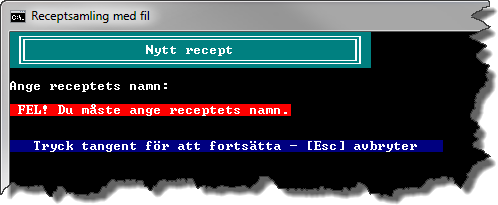 Receptsamling med fil
Nytt recept
Ange receptets namn:
FEL! Du måste ange receptets namn.
Tryck tangent för att fortsätta - [Esc] avbryter